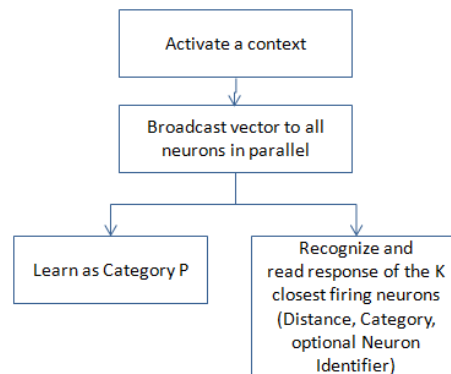 Activate a context
Broadcast vector to all
neurons in parallel
Learn as Category P
Recognize and
read response of the K
closest firing neurons
(Distance, Category,
optional Neuron
Identifier)